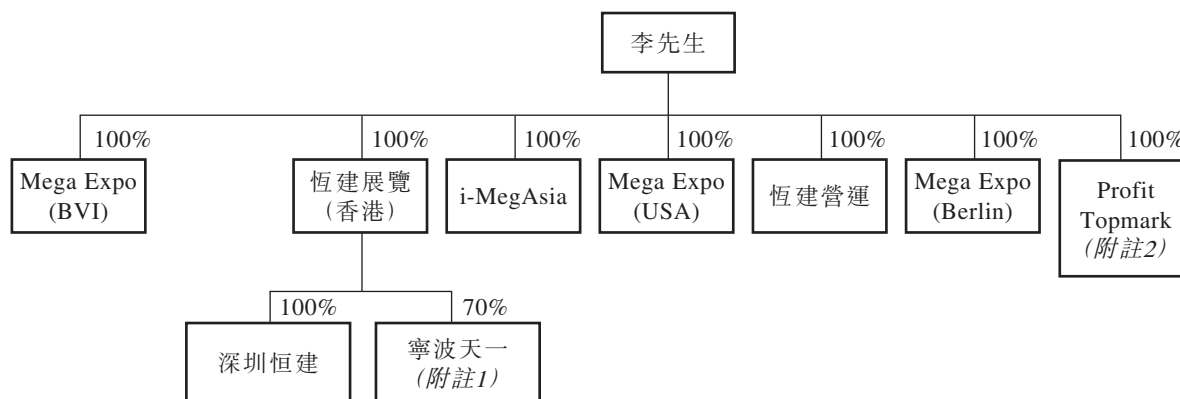 李先生
100%
100%
100%
100%
100%
100%
100%
Mega Expo
(BVI)
恆建展覽
(香港)
i-MegAsia
Mega Expo
(USA)
恆建營運
Mega Expo
(Berlin)
Profit
Topmark
(附註2)
100%
70%
深圳恒建
寧波天一
(附註1)